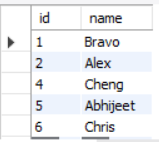 id name
1 Bravo
2 Alex
4 Cheng
5 Abhijeet
6 Chris